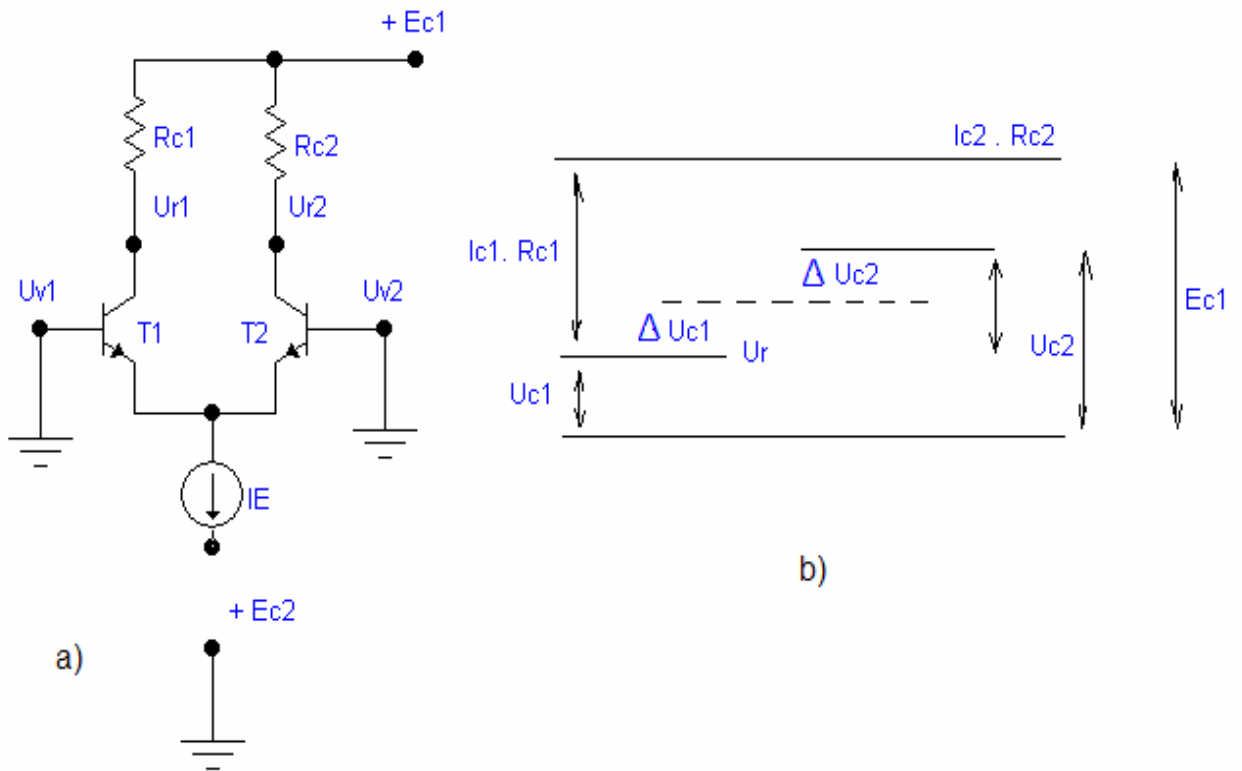 + Ec1
Rc1
Rc2
Ur1
Ur2
Uv1
Uv2
T1
T2
IE
+ Ec2
a)
Ic2 . Rc2
Ic1. Rc1
Δ Uc2
Δ Uc1
Ur
Uc1
Uc2
Ec1
b)